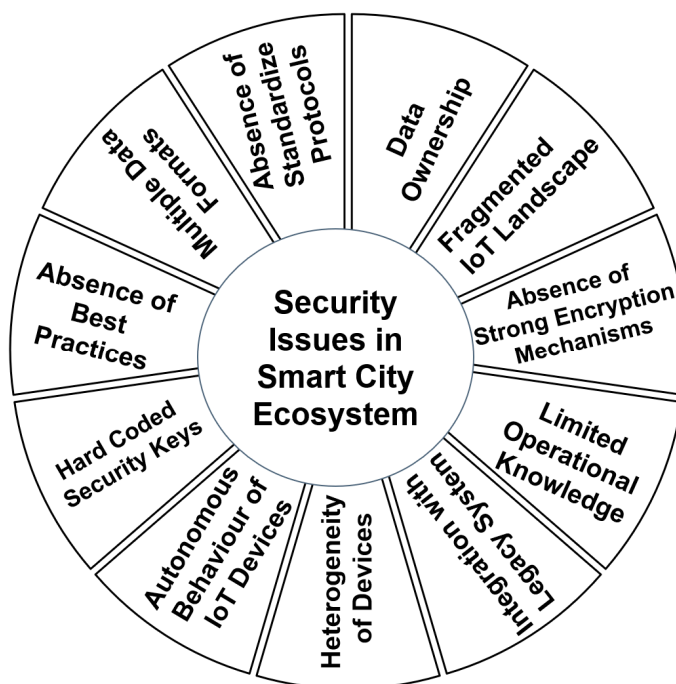 Security
Issues in
Smart City
Ecosystem
Data
Ownership
Fragmented
IoT Landscape
Absence of
Strong Encryption
Mechanisms
Limited
Operational
Knowledge
Integration with
Legacy System
Heterogeneity
of Devices
Autonomous
Behaviour of
IoT Devices
Hard Coded
Security Keys
Absence of
Best
Practices
Multiple Data
Formats
Absence of
Standardize
Protocols